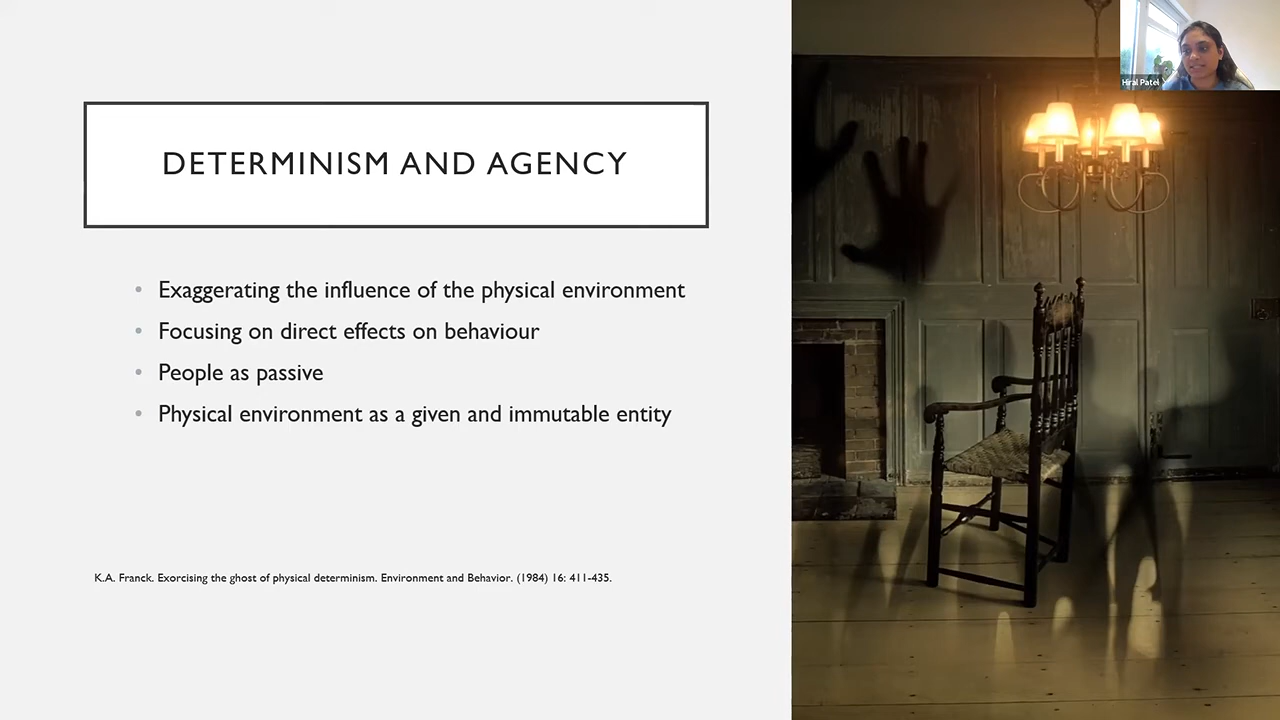 DETERMINISM AND AGENCY
• Exaggerating the influence of the physical environment
• Focusing on direct effects on behaviour
• People as passive
• Physical environment as a given and immutable entity
K.A. Franck. Exorcising the ghost of physical determinism. Environment and Behavior. (1984) 16: 411-435.
Hiral Patel